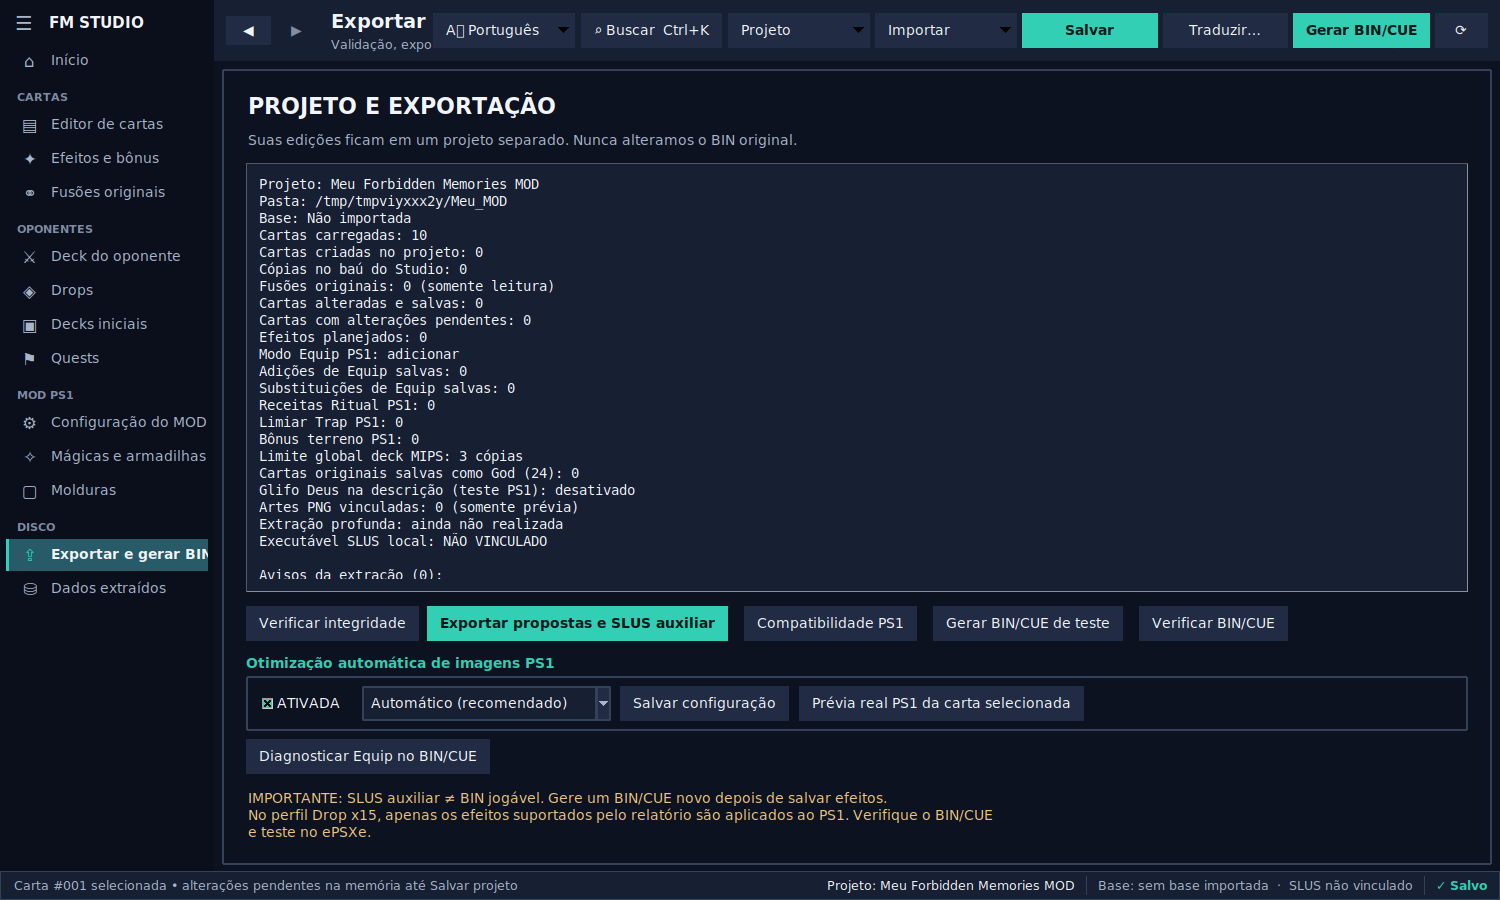 ☰ FM STUDIO
⌂ Início
CARTAS
▤ Editor de cartas
✦ Efeitos e bônus
⚭ Fusões originais
OPONENTES
⚔ Deck do oponente
◈ Drops
▣ Decks iniciais
⚑ Quests
MOD PS1
⚙ Configuração do MOD
✧ Mágicas e armadilhas
▢ Molduras
DISCO
⇪ Exportar e gerar BIN
⛁ Dados extraídos
◀ ▶ Exportar
Validação, expo
A▯ Português
⌕ Buscar Ctrl+K
Projeto
Importar
Salvar
Traduzir...
Gerar BIN/CUE
⟳
PROJETO E EXPORTAÇÃO
Suas edições ficam em um projeto separado. Nunca alteramos o BIN original.
Projeto: Meu Forbidden Memories MOD
Pasta: /tmp/tmpviyxxx2y/Meu_MOD
Base: Não importada
Cartas carregadas: 10
Cartas criadas no projeto: 0
Cópias no baú do Studio: 0
Fusões originais: 0 (somente leitura)
Cartas alteradas e salvas: 0
Cartas com alterações pendentes: 0
Efeitos planejados: 0
Modo Equip PS1: adicionar
Adições de Equip salvas: 0
Substituições de Equip salvas: 0
Receitas Ritual PS1: 0
Limiar Trap PS1: 0
Bônus terreno PS1: 0
Limite global deck MIPS: 3 cópias
Cartas originais salvas como God (24): 0
Glifo Deus na descrição (teste PS1): desativado
Artes PNG vinculadas: 0 (somente prévia)
Extração profunda: ainda não realizada
Executável SLUS local: NÃO VINCULADO
Avisos da extração (0):
Verificar integridade
Exportar propostas e SLUS auxiliar
Compatibilidade PS1
Gerar BIN/CUE de teste
Verificar BIN/CUE
Otimização automática de imagens PS1
ATIVADA
Automático (recomendado)
Salvar configuração
Prévia real PS1 da carta selecionada
Diagnosticar Equip no BIN/CUE
IMPORTANTE: SLUS auxiliar ≠ BIN jogável. Gere um BIN/CUE novo depois de salvar efeitos.
No perfil Drop x15, apenas os efeitos suportados pelo relatório são aplicados ao PS1. Verifique o BIN/CUE
e teste no ePSXe.
Carta #001 selecionada • alterações pendentes na memória até Salvar projeto
Projeto: Meu Forbidden Memories MOD
Base: sem base importada · SLUS não vinculado
✓ Salvo